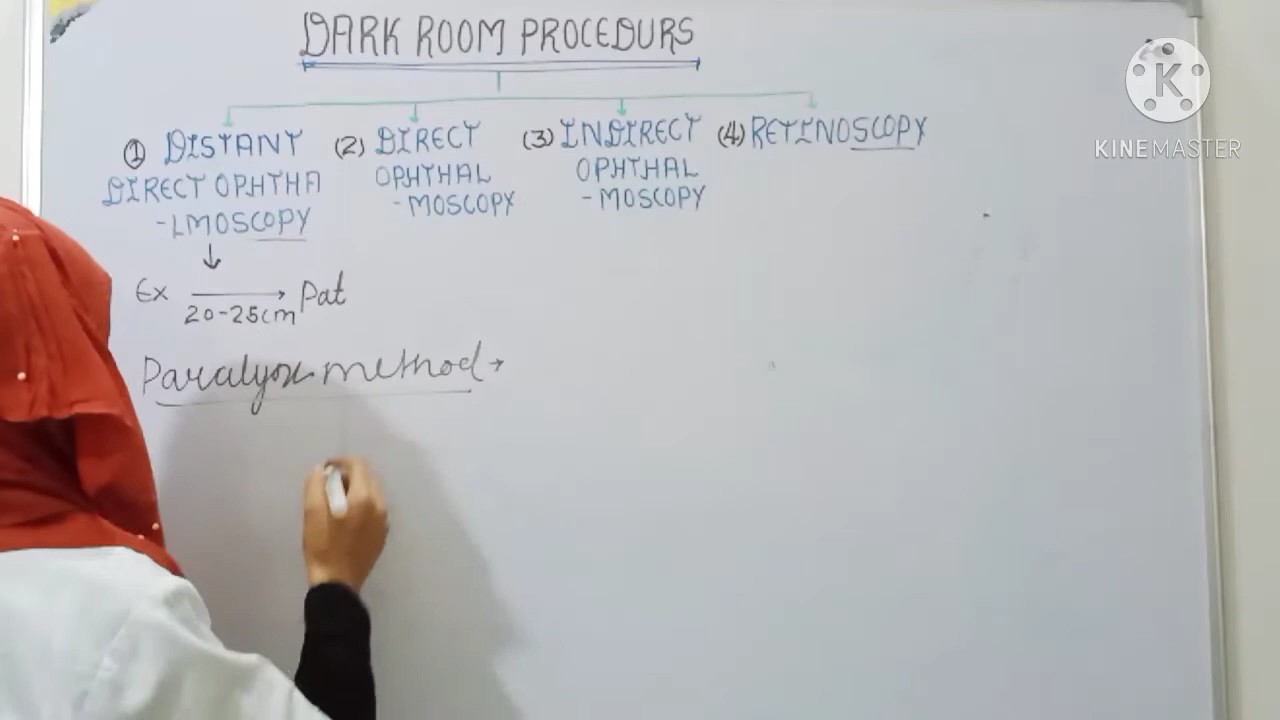 DARK ROOM PROCEDURS
① DISTANT
DIRECT OPHTHA
-LMOSCOPY
(2) DIRECT
OPHTHAL
-MOSCOPY
(3) INDIRECT
OPHTHAL
-MOSCOPY
(4) RETINOSCOPY
Ex → Pat
20-25cm
method →
K
KINEMASTER